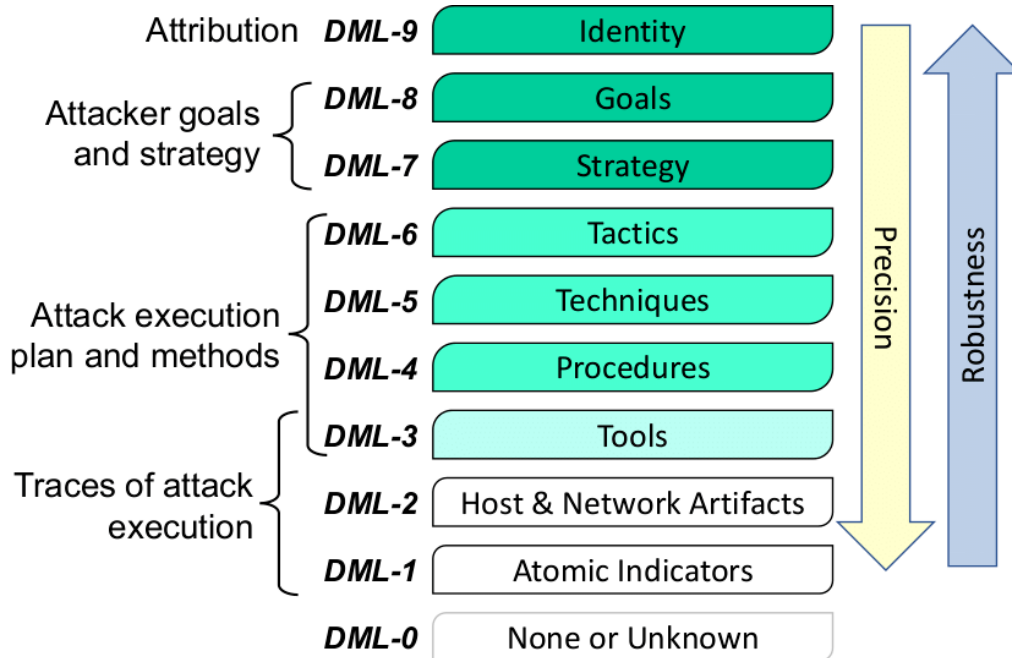 Attribution DML-9 Identity
Attacker goals
and strategy
DML-8 Goals
DML-7 Strategy
Attack execution
plan and methods
DML-6 Tactics
DML-5 Techniques
DML-4 Procedures
DML-3 Tools
Traces of attack
execution
DML-2 Host & Network Artifacts
DML-1 Atomic Indicators
DML-0 None or Unknown
Precision
Robustness